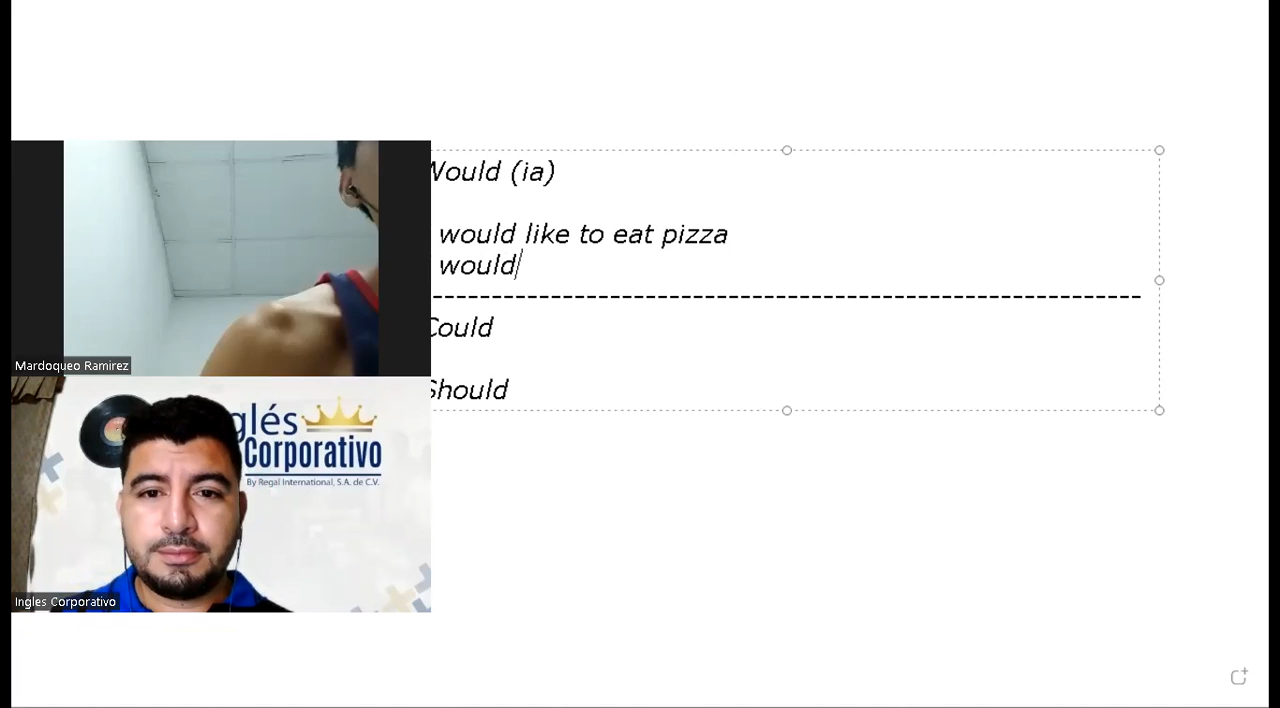 Would (ia)
would like to eat pizza
would
--------------------------------------------------------------
Could
Should
Mardoqueo Ramirez
glés
Corporativo
By Regal International, S.A. de C.V.
Ingles Corporativo